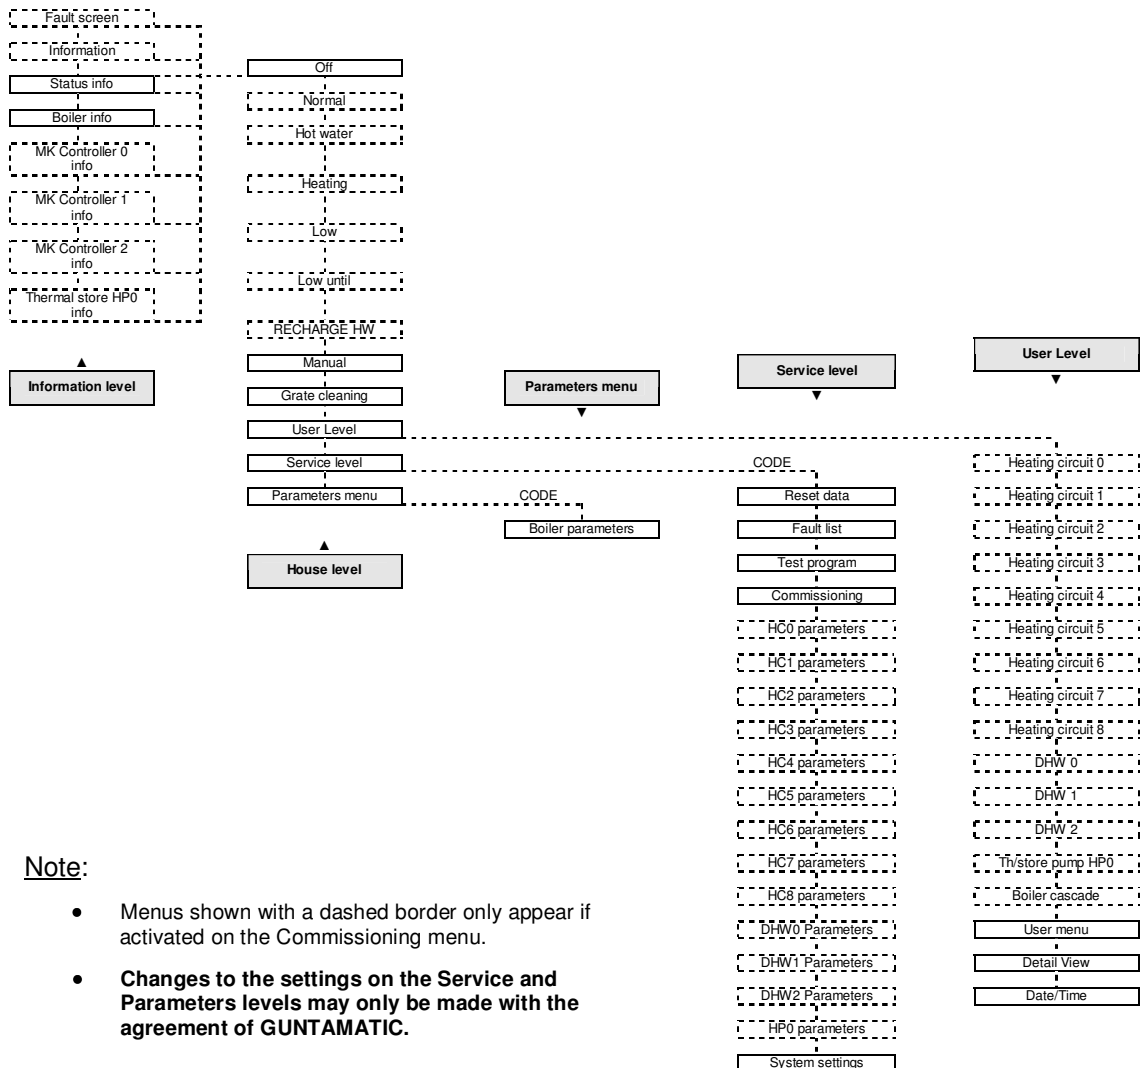 Fault screen
Information
Status info
Boiler info
MK Controller 0
info
MK Controller 1
info
MK Controller 2
info
Thermal store HP0
info
▲
Information level
Off
Normal
Hot water
Heating
Low
Low until
RECHARGE HW
Manual
Grate cleaning
User Level
Service level
Parameters menu
▲
House level
Parameters menu
▼
CODE
Boiler parameters
Service level
▼
CODE
Reset data
Fault list
Test program
Commissioning
HC0 parameters
HC1 parameters
HC2 parameters
HC3 parameters
HC4 parameters
HC5 parameters
HC6 parameters
HC7 parameters
HC8 parameters
DHW0 Parameters
DHW1 Parameters
DHW2 Parameters
HP0 parameters
System settings
User Level
▼
Heating circuit 0
Heating circuit 1
Heating circuit 2
Heating circuit 3
Heating circuit 4
Heating circuit 5
Heating circuit 6
Heating circuit 7
Heating circuit 8
DHW 0
DHW 1
DHW 2
Th/store pump HP0
Boiler cascade
User menu
Detail View
Date/Time
Note:
• Menus shown with a dashed border only appear if
activated on the Commissioning menu.
• Changes to the settings on the Service and
Parameters levels may only be made with the
agreement of GUNTAMATIC.